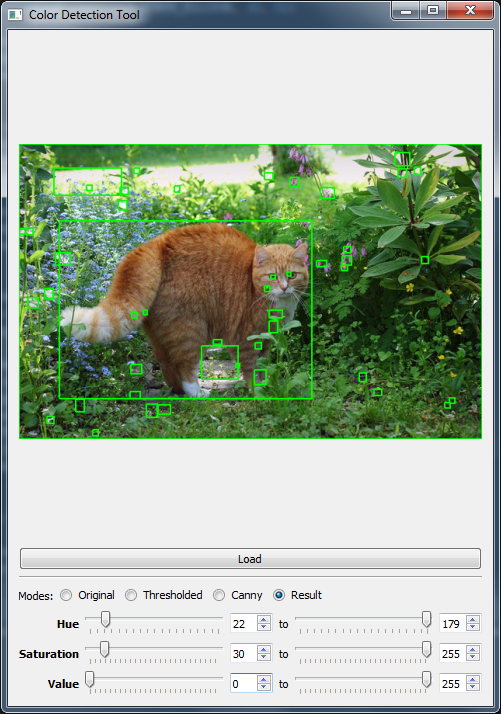 Color Detection Tool
Load
Modes: Original Thresholded Canny Result
Hue 22 to 179
Saturation 30 to 255
Value 0 to 255